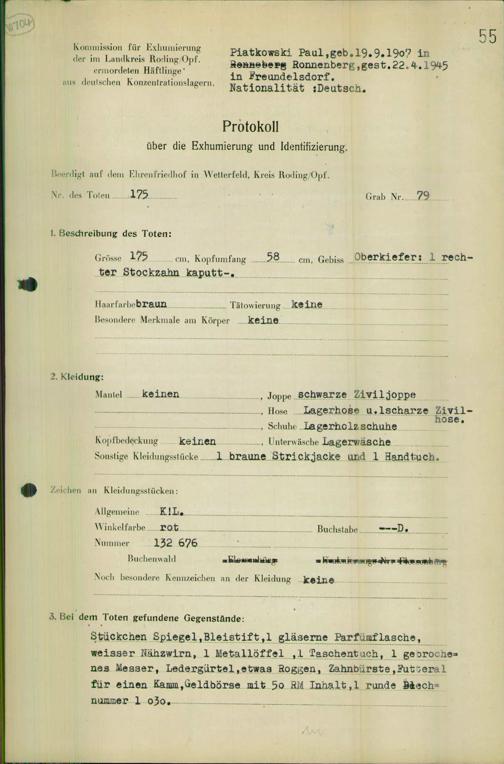 55
Kommission für Exhumierung
der im Landkreis Roding/Opf.
ermordeten Häftlinge
aus deutschen Konzentrationslagern.
Piatkowski Paul,geb.19.9.19o7 in
Renneberg Ronnenberg,gest.22.4.1945
in Freundelsdorf.
Nationalität :Deutsch.
Protokoll
über die Exhumierung und Identifizierung.
Beerdigt auf dem Ehrenfriedhof in Wetterfeld, Kreis Roding/Opf.
Nr. des Toten 175 Grab Nr. 79
1. Beschreibung des Toten:
Grösse 175 cm, Kopfumfang 58 cm, Gebiss Oberkiefer: 1 rech-
ter Stockzahn kaputt-.
Haarfarbe braun Tätowierung keine
Besondere Merkmale am Körper keine
2. Kleidung:
Mantel keinen , Joppe schwarze Ziviljoppe
, Hose Lagerhose u.1scharze Zivil-
hose.
, Schuhe Lagerholzschuhe
Kopfbedeckung keinen , Unterwäsche Lagerwäsche
Sonstige Kleidungsstücke 1 braune Strickjacke und 1 Handtuch.
Zeichen an Kleidungsstücken:
Allgemeine K!L.
Winkelfarbe rot Buchstabe ---D.
Nummer 132 676
Buchenwald
Noch besondere Kennzeichen an der Kleidung keine
3. Bei dem Toten gefundene Gegenstände:
Stückchen Spiegel,Bleistift,1 gläserne Parfümflasche,
weisser Nähzwirn, 1 Metallöffel ,1 Taschentuch, 1 gebroche=
nes Messer, Ledergürtel,etwas Roggen, Zahnbürste,Futteral
für einen Kamm,Geldbörse mit 5o RM Inhalt,1 runde Blech=
nummer 1 o3o.